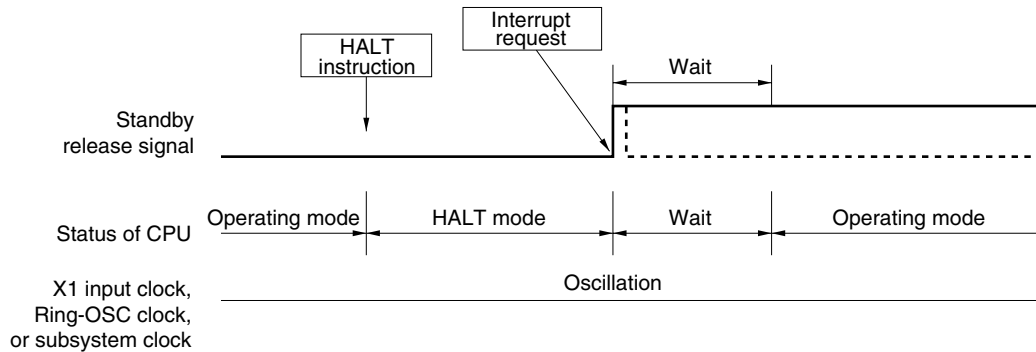 HALT
instruction
Interrupt
request
Wait
Standby
release signal
Status of CPU
Operating mode
HALT mode
Wait
Operating mode
X1 input clock,
Ring-OSC clock,
or subsystem clock
Oscillation